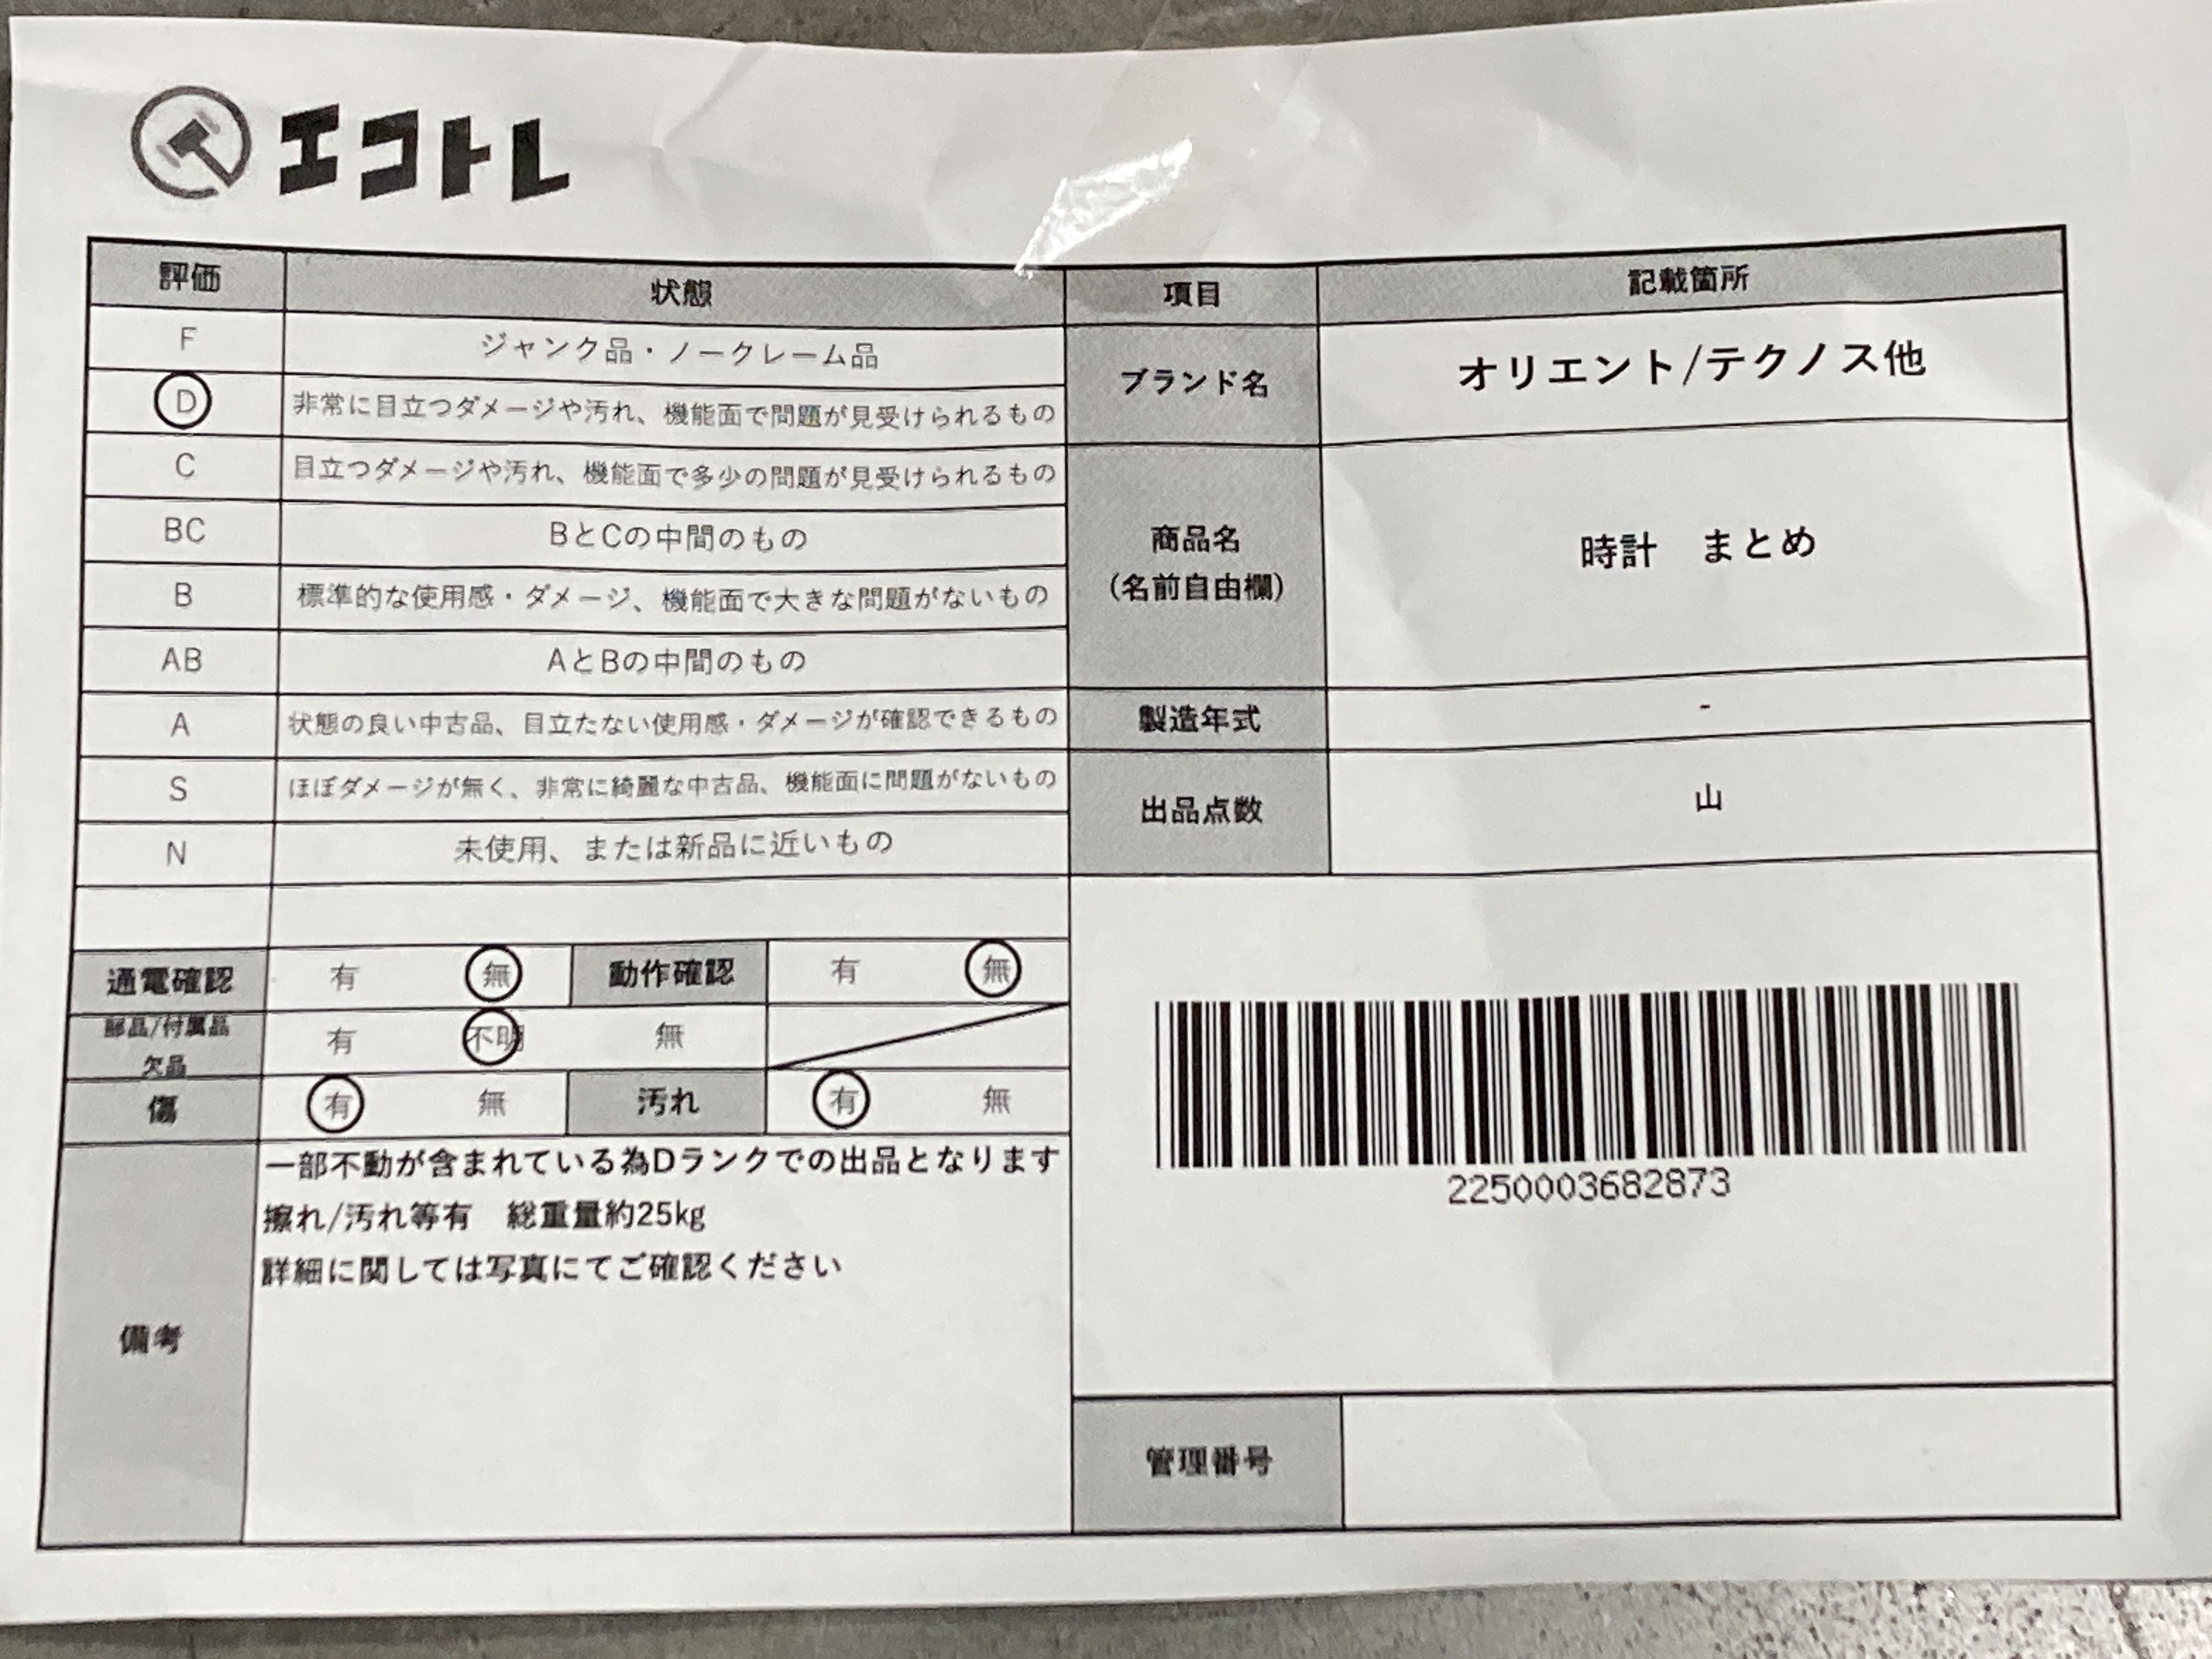 エコトレ
評価 状態 項目 記載箇所
F ジャンク品・ノークレーム品
D 非常に目立つダメージや汚れ、機能面で問題が見受けられるもの
ブランド名 オリエント/テクノス他
C 目立つダメージや汚れ、機能面で多少の問題が見受けられるもの
BC BとCの中間のもの
商品名
(名前自由欄)
時計　まとめ
B 標準的な使用感・ダメージ、機能面で大きな問題がないもの
AB AとBの中間のもの
A 状態の良い中古品、目立たない使用感・ダメージが確認できるもの
製造年式 -
S ほぼダメージが無く、非常に綺麗な中古品、機能面に問題がないもの
出品点数 山
N 未使用、または新品に近いもの
通電確認 有 無 動作確認 有 無
部品/付属品
欠品
有 不明 無
傷 有 無 汚れ 有 無
2250003682873
備考
一部不動が含まれている為Dランクでの出品となります
擦れ/汚れ等有　総重量約25kg
詳細に関しては写真にてご確認ください
管理番号